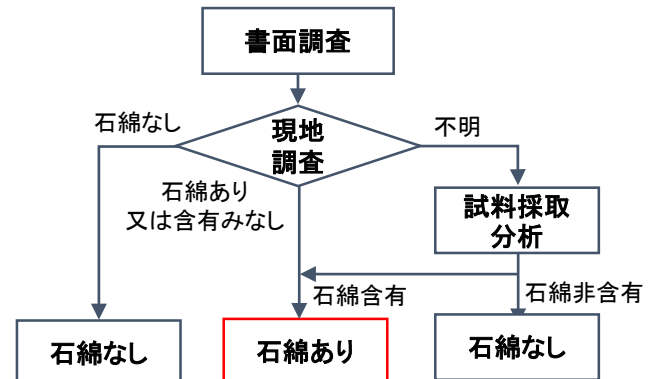 書面調査
石綿なし
現地
調査
不明
石綿あり
又は含有みなし
試料採取
分析
石綿含有
石綿非含有
石綿なし
石綿あり
石綿なし